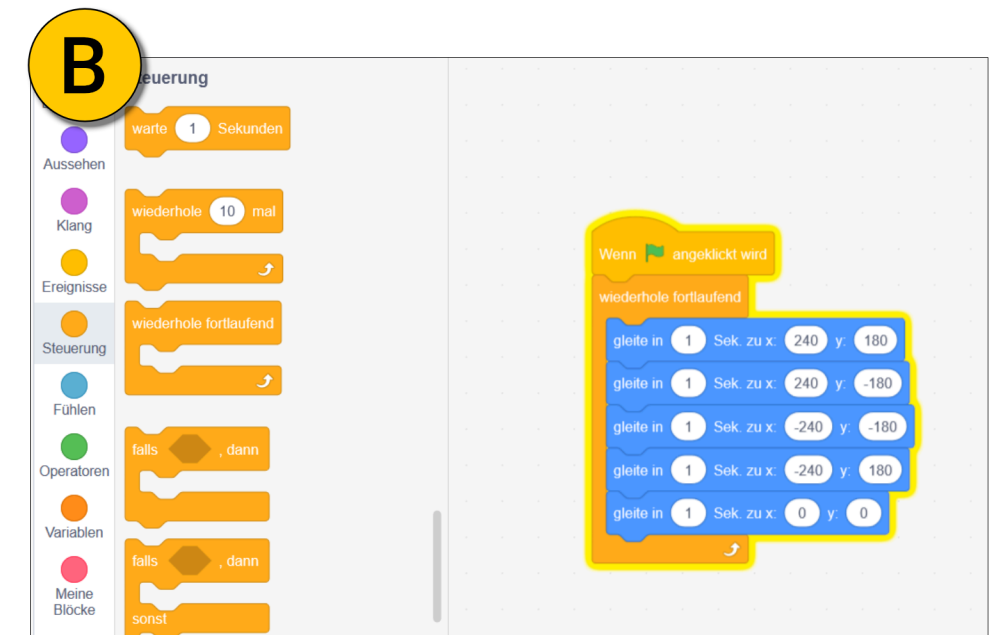 B
teuerung
warte 1 Sekunden
Aussehen
wiederhole 10 mal
Klang
Ereignisse
wiederhole fortlaufend
Steuerung
Fühlen
falls , dann
Operatoren
Variablen
falls , dann
Meine
Blöcke
sonst
Wenn angeklickt wird
wiederhole fortlaufend
gleite in 1 Sek. zu x: 240 y: 180
gleite in 1 Sek. zu x: 240 y: -180
gleite in 1 Sek. zu x: -240 y: -180
gleite in 1 Sek. zu x: -240 y: 180
gleite in 1 Sek. zu x: 0 y: 0